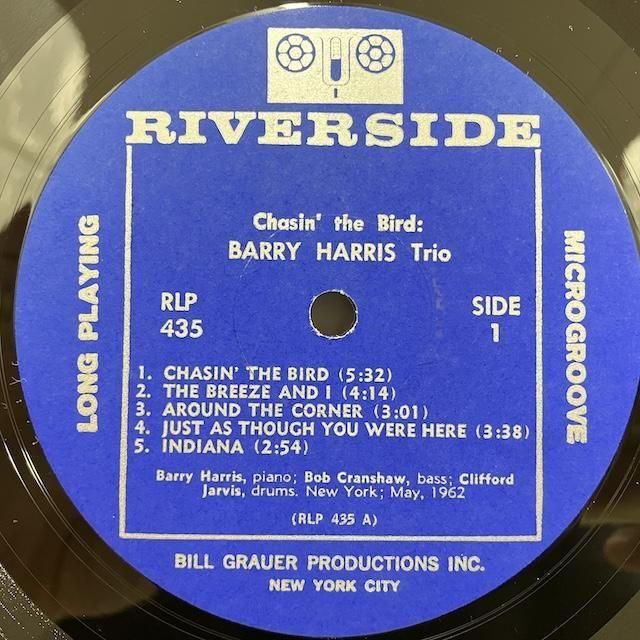 RIVERSIDE
Chasin' the Bird:
BARRY HARRIS Trio
RLP
435
SIDE
1
LONG PLAYING
MICROGROOVE
1. CHASIN' THE BIRD (5:32)
2. THE BREEZE AND I (4:14)
3. AROUND THE CORNER (3:01)
4. JUST AS THOUGH YOU WERE HERE (3:38)
5. INDIANA (2:54)
Barry Harris, piano; Bob Cranshaw, bass; Clifford
Jarvis, drums. New York; May, 1962
(RLP 435 A)
BILL GRAUER PRODUCTIONS INC.
NEW YORK CITY